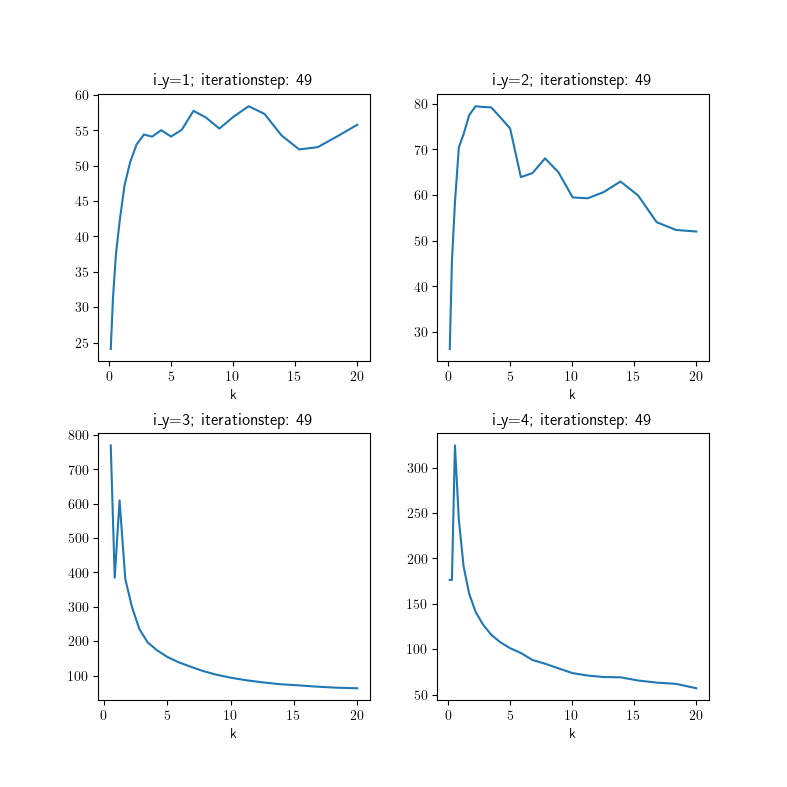 i_y=1; iterationstep: 49
i_y=2; iterationstep: 49
60
55
50
45
40
35
30
25
0 5 10 15 20
k
80
70
60
50
40
30
0 5 10 15 20
k
i_y=3; iterationstep: 49
i_y=4; iterationstep: 49
800
700
600
500
400
300
200
100
0 5 10 15 20
k
300
250
200
150
100
50
0 5 10 15 20
k